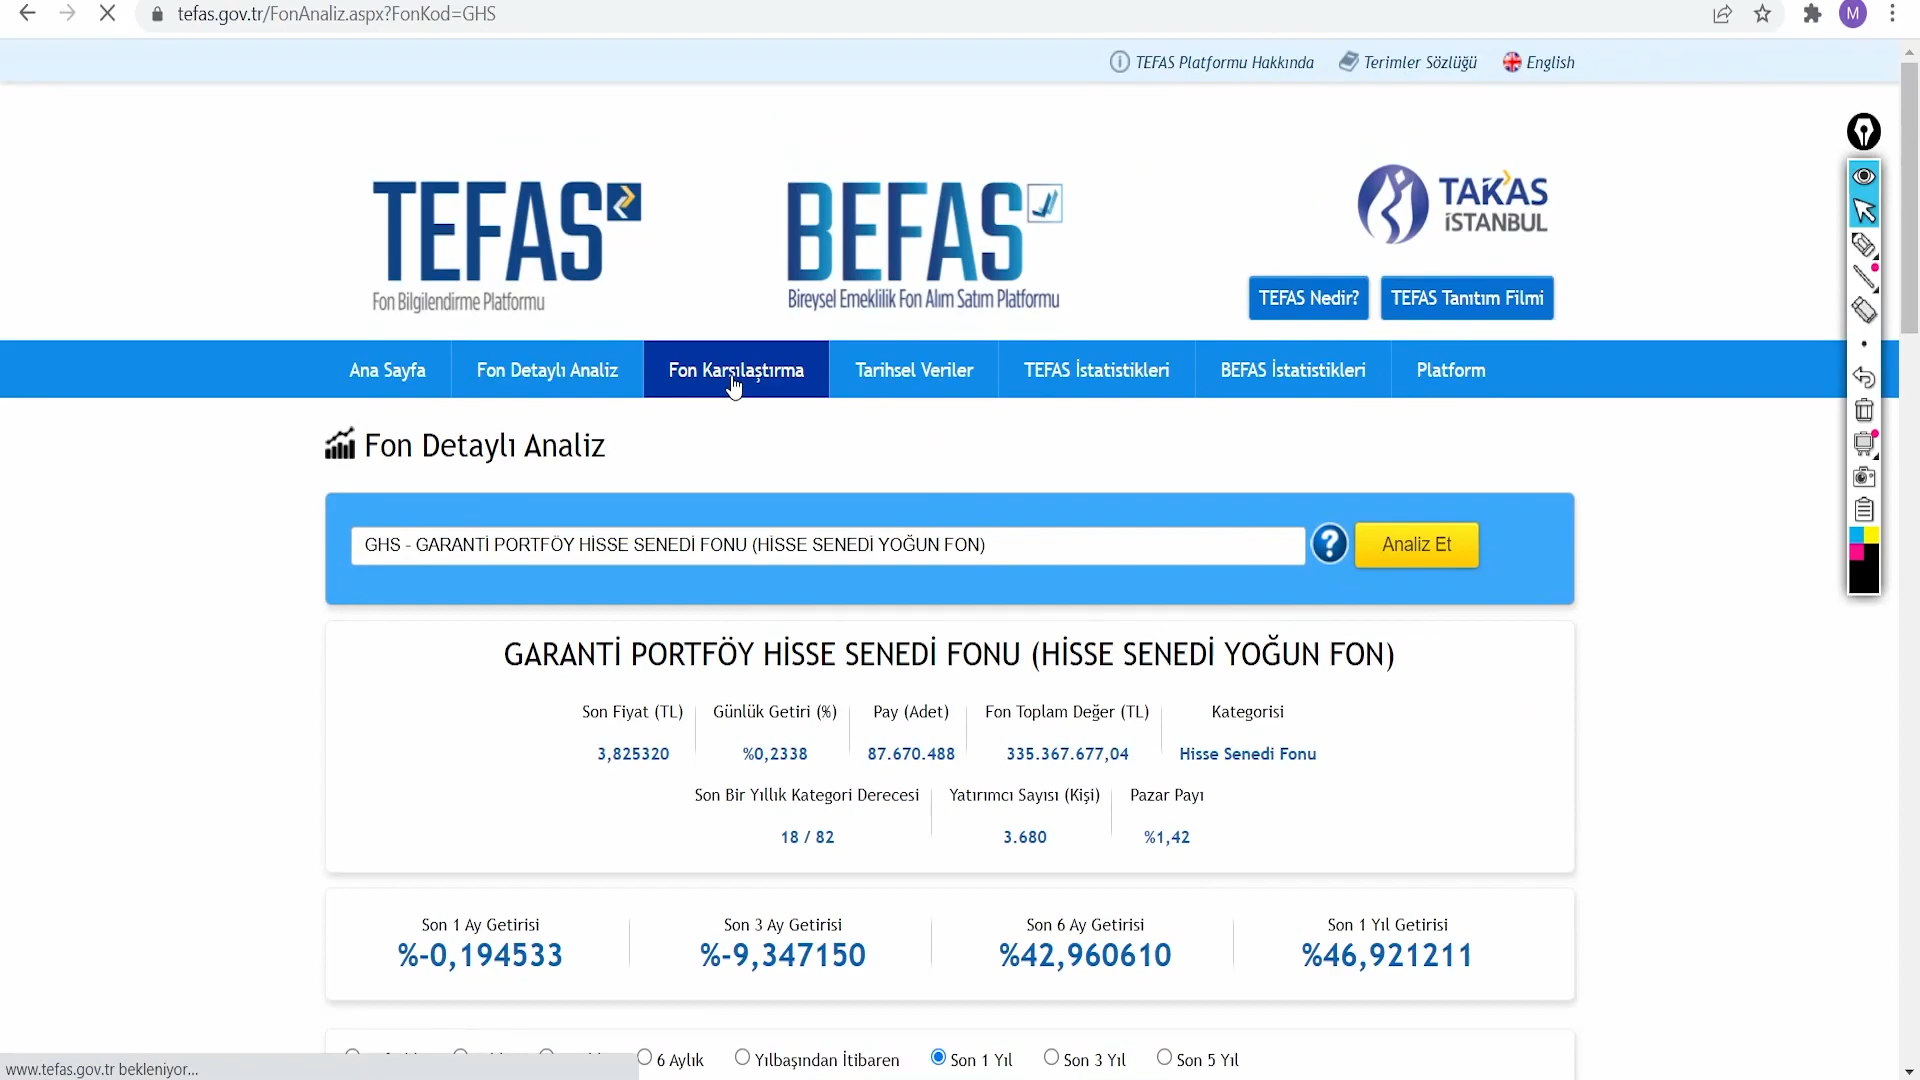 tefas.gov.tr/FonAnaliz.aspx?FonKod=GHS
M
TEFAS Platformu Hakkında
Terimler Sözlüğü
English
TEFAS
Fon Bilgilendirme Platformu
BEFAS
Bireysel Emeklilik Fon Alım Satım Platformu
TAKAS
İSTANBUL
TEFAS Nedir?
TEFAS Tanıtım Filmi
Ana Sayfa
Fon Detaylı Analiz
Fon Karşılaştırma
Tarihsel Veriler
TEFAS İstatistikleri
BEFAS İstatistikleri
Platform
Fon Detaylı Analiz
GHS - GARANTİ PORTFÖY HİSSE SENEDİ FONU (HİSSE SENEDİ YOĞUN FON)
?
Analiz Et
GARANTİ PORTFÖY HİSSE SENEDİ FONU (HİSSE SENEDİ YOĞUN FON)
Son Fiyat (TL)
3,825320
Günlük Getiri (%)
%0,2338
Pay (Adet)
87.670.488
Fon Toplam Değer (TL)
335.367.677,04
Kategorisi
Hisse Senedi Fonu
Son Bir Yıllık Kategori Derecesi
18 / 82
Yatırımcı Sayısı (Kişi)
3.680
Pazar Payı
%1,42
Son 1 Ay Getirisi
%-0,194533
Son 3 Ay Getirisi
%-9,347150
Son 6 Ay Getirisi
%42,960610
Son 1 Yıl Getirisi
%46,921211
6 Aylık
Yılbaşından İtibaren
Son 1 Yıl
Son 3 Yıl
Son 5 Yıl
www.tefas.gov.tr bekleniyor...